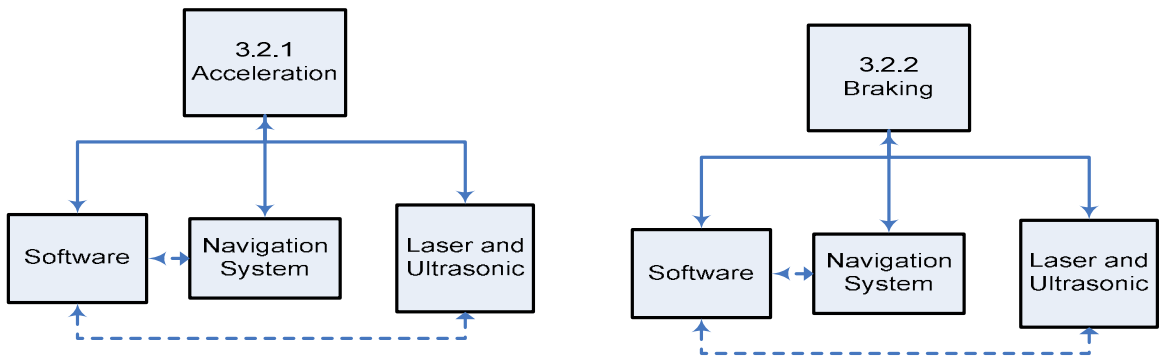 3.2.1
Acceleration
Software
Navigation
System
Laser and
Ultrasonic
3.2.2
Braking
Software
Navigation
System
Laser and
Ultrasonic